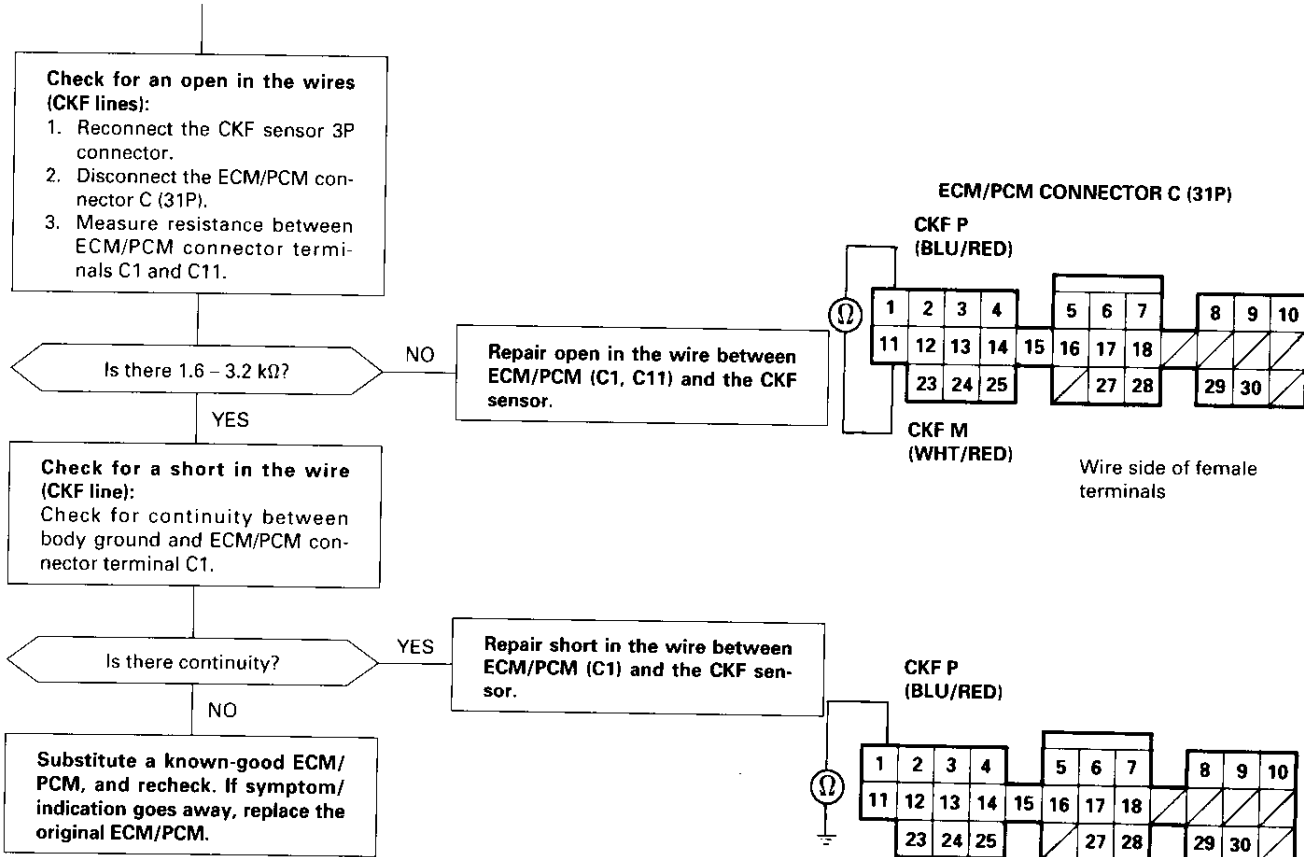 Check for an open in the wires
(CKF lines):
1. Reconnect the CKF sensor 3P
connector.
2. Disconnect the ECM/PCM con-
nector C (31P).
3. Measure resistance between
ECM/PCM connector termi-
nals C1 and C11.
Is there 1.6 – 3.2 kΩ?
NO
Repair open in the wire between
ECM/PCM (C1, C11) and the CKF
sensor.
YES
ECM/PCM CONNECTOR C (31P)
CKF P
(BLU/RED)
Ω
1 2 3 4 5 6 7 8 9 10
11 12 13 14 15 16 17 18
23 24 25 27 28 29 30
CKF M
(WHT/RED)
Wire side of female
terminals
Check for a short in the wire
(CKF line):
Check for continuity between
body ground and ECM/PCM con-
nector terminal C1.
Is there continuity?
YES
Repair short in the wire between
ECM/PCM (C1) and the CKF sen-
sor.
NO
Substitute a known-good ECM/
PCM, and recheck. If symptom/
indication goes away, replace the
original ECM/PCM.
CKF P
(BLU/RED)
Ω
1 2 3 4 5 6 7 8 9 10
11 12 13 14 15 16 17 18
23 24 25 27 28 29 30